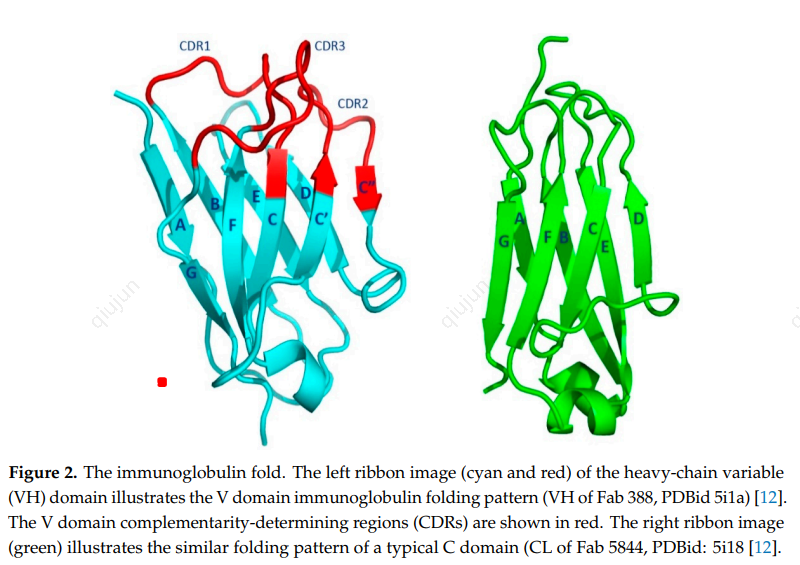 CDR1
CDR3
CDR2
B
E
D
C"
A
F
C
C'
G
A
D
G
F
B
C
E
qiujun
qiujun
Figure 2. The immunoglobulin fold. The left ribbon image (cyan and red) of the heavy-chain variable
(VH) domain illustrates the V domain immunoglobulin folding pattern (VH of Fab 388, PDBid 5i1a) [12].
The V domain complementarity-determining regions (CDRs) are shown in red. The right ribbon image
(green) illustrates the similar folding pattern of a typical C domain (CL of Fab 5844, PDBid: 5i18 [12].